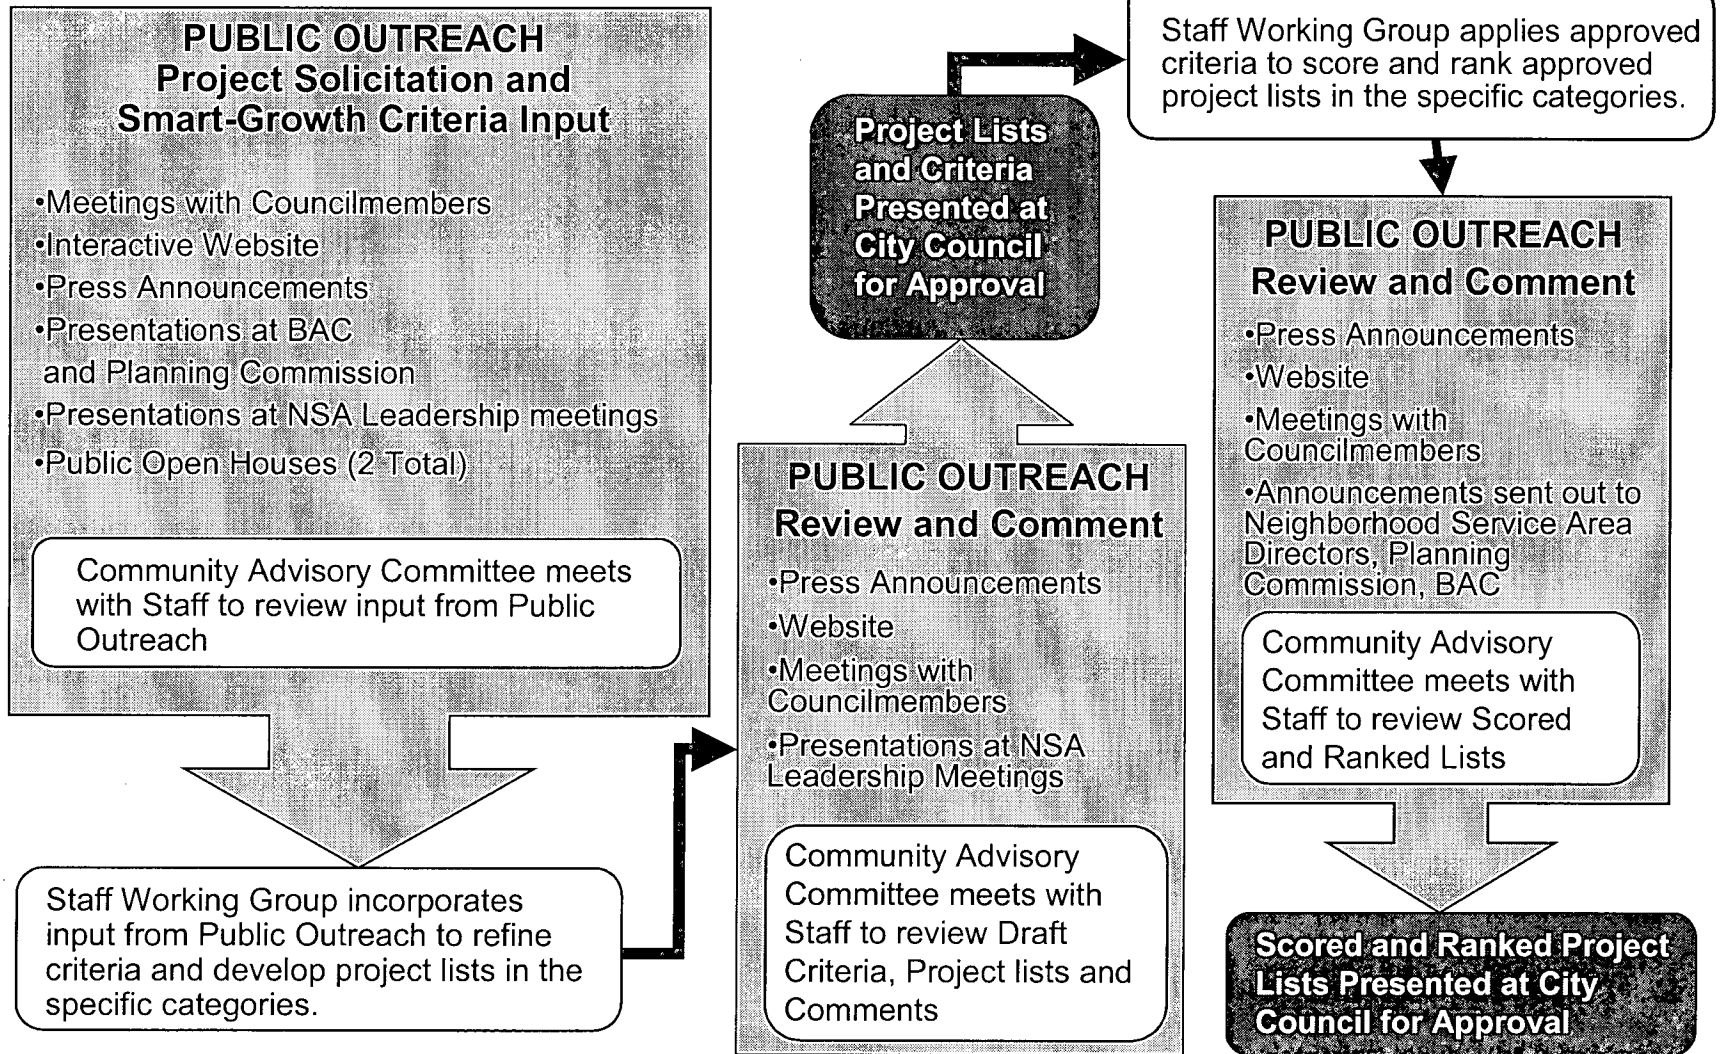 PUBLIC OUTREACH
Project Solicitation and
Smart-Growth Criteria Input
•Meetings with Councilmembers
•Interactive Website
•Press Announcements
•Presentations at BAC
and Planning Commission
•Presentations at NSA Leadership meetings
•Public Open Houses (2 Total)
Community Advisory Committee meets
with Staff to review input from Public
Outreach
Staff Working Group incorporates
input from Public Outreach to refine
criteria and develop project lists in the
specific categories.
PUBLIC OUTREACH
Review and Comment
•Press Announcements
•Website
•Meetings with
Councilmembers
•Presentations at NSA
Leadership Meetings
Community Advisory
Committee meets with
Staff to review Draft
Criteria, Project lists and
Comments
Project Lists
and Criteria
Presented at
City Council
for Approval
Staff Working Group applies approved
criteria to score and rank approved
project lists in the specific categories.
PUBLIC OUTREACH
Review and Comment
•Press Announcements
•Website
•Meetings with
Councilmembers
•Announcements sent out to
Neighborhood Service Area
Directors, Planning
Commission, BAC
Community Advisory
Committee meets with
Staff to review Scored
and Ranked Lists
Scored and Ranked Project
Lists Presented at City
Council for Approval